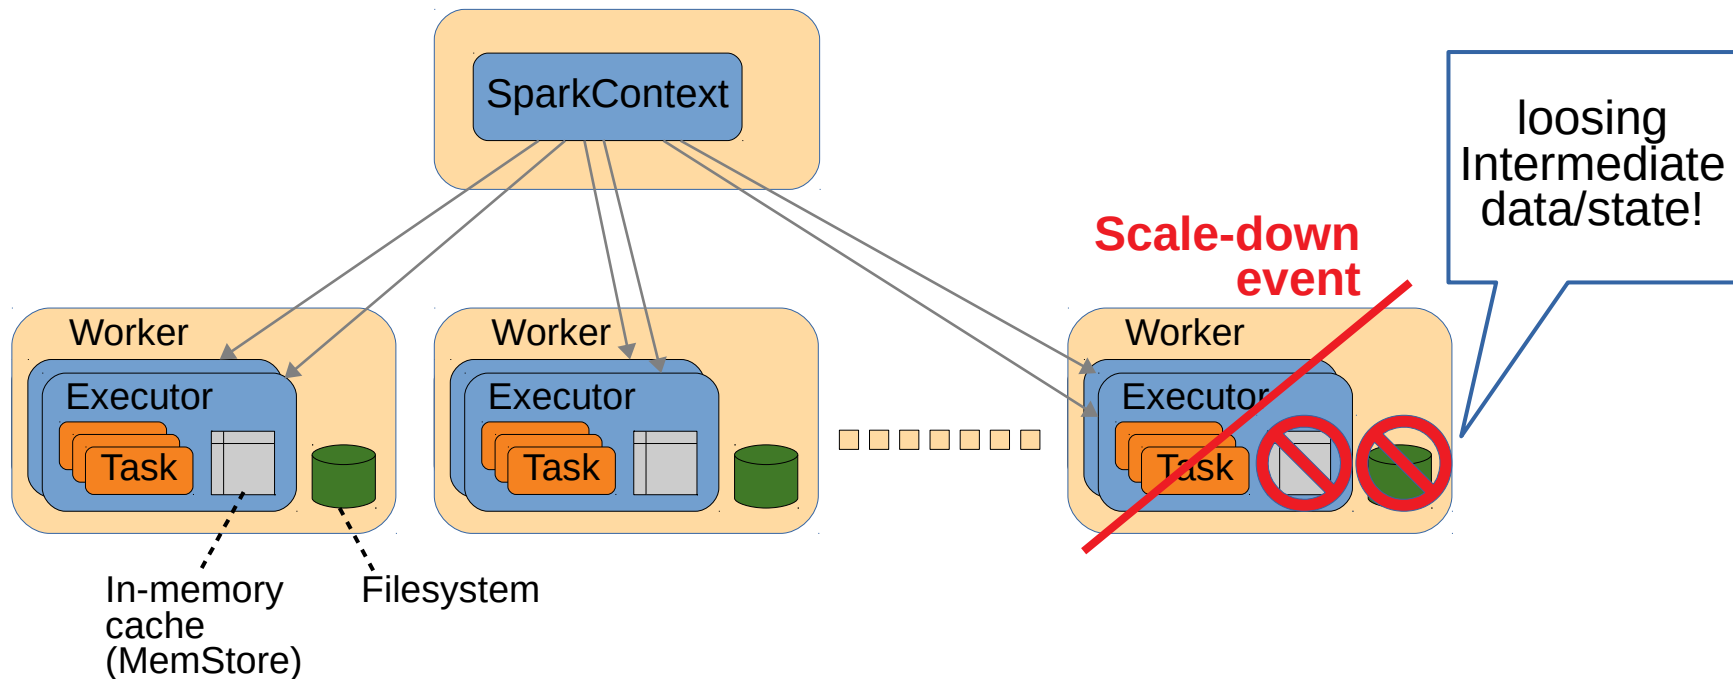 SparkContext
loosing
Intermediate
data/state!
Scale-down
event
Worker
Executor
Task
Worker
Executor
Task
Worker
Executor
Task
In-memory
cache
(MemStore)
Filesystem